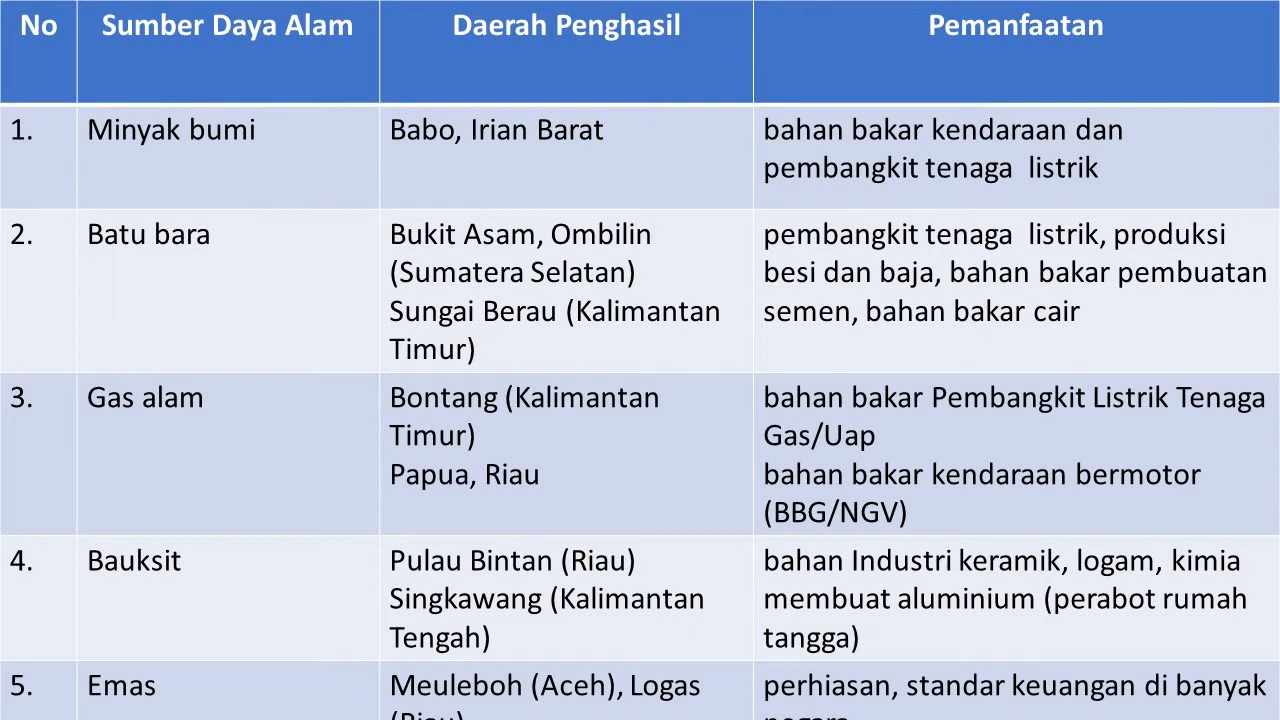 No Sumber Daya Alam Daerah Penghasil Pemanfaatan
1. Minyak bumi Babo, Irian Barat bahan bakar kendaraan dan
pembangkit tenaga listrik
2. Batu bara Bukit Asam, Ombilin pembangkit tenaga listrik, produksi
(Sumatera Selatan) besi dan baja, bahan bakar pembuatan
Sungai Berau (Kalimantan semen, bahan bakar cair
Timur)
3. Gas alam Bontang (Kalimantan bahan bakar Pembangkit Listrik Tenaga
Timur) Gas/Uap
Papua, Riau bahan bakar kendaraan bermotor
(BBG/NGV)
4. Bauksit Pulau Bintan (Riau) bahan Industri keramik, logam, kimia
Singkawang (Kalimantan membuat aluminium (perabot rumah
Tengah) tangga)
5. Emas Meuleboh (Aceh), Logas perhiasan, standar keuangan di banyak
(Riau) negara